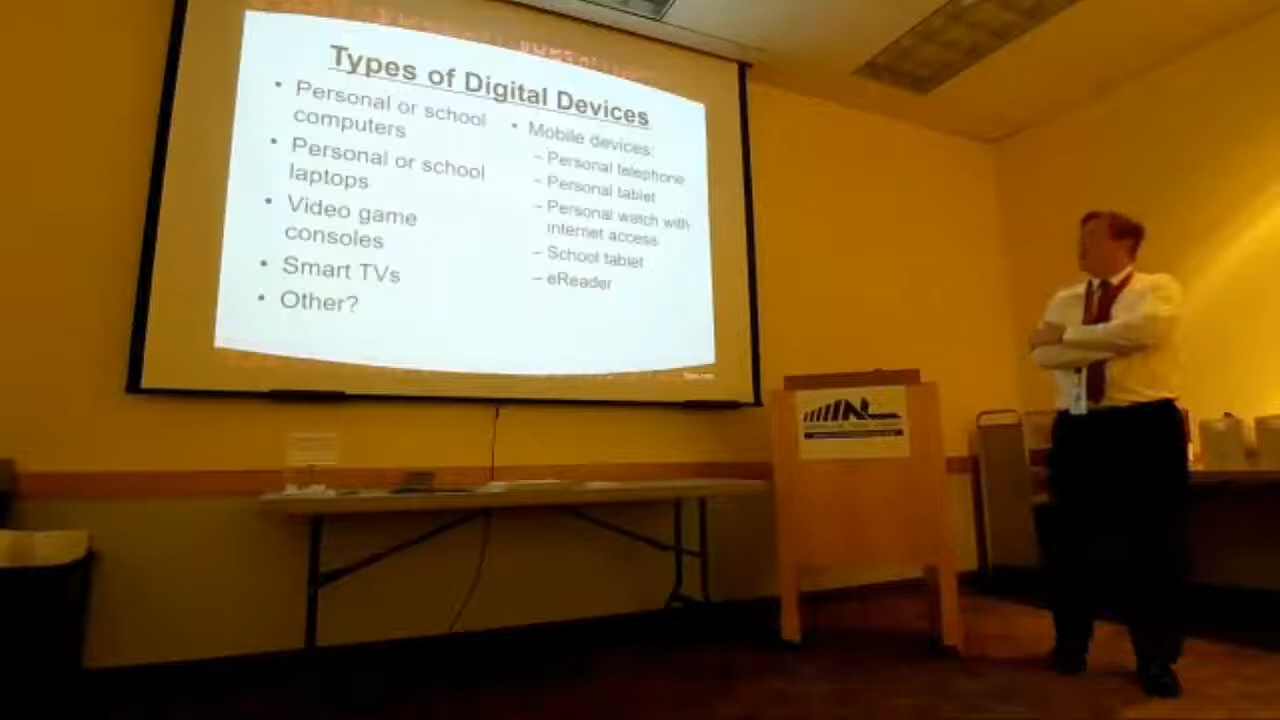 Types of Digital Devices
• Personal or school
computers
• Personal or school
laptops
• Video game
consoles
• Smart TVs
• Other?
• Mobile devices:
– Personal telephone
– Personal tablet
– Personal watch with
internet access
– School tablet
– eReader